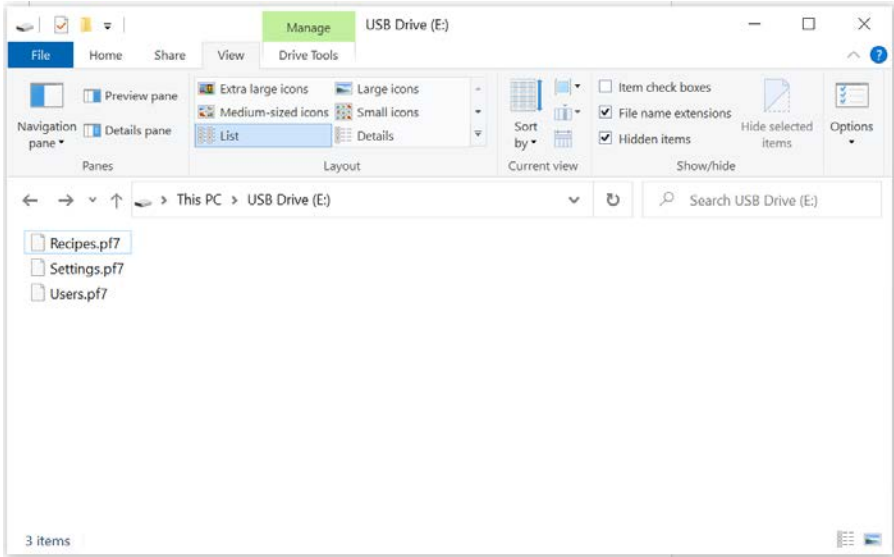 Manage
USB Drive (E:)
File
Home
Share
View
Drive Tools
Navigation pane
Preview pane
Details pane
Panes
Extra large icons
Large icons
Medium-sized icons
Small icons
List
Details
Layout
Sort by
Current view
Item check boxes
File name extensions
Hidden items
Hide selected items
Show/hide
Options
This PC > USB Drive (E:)
Search USB Drive (E:)
Recipes.pf7
Settings.pf7
Users.pf7
3 items